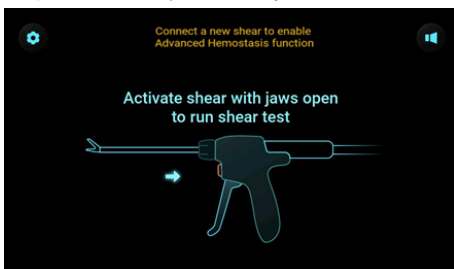 Connect a new shear to enable
Advanced Hemostasis function
Activate shear with jaws open
to run shear test